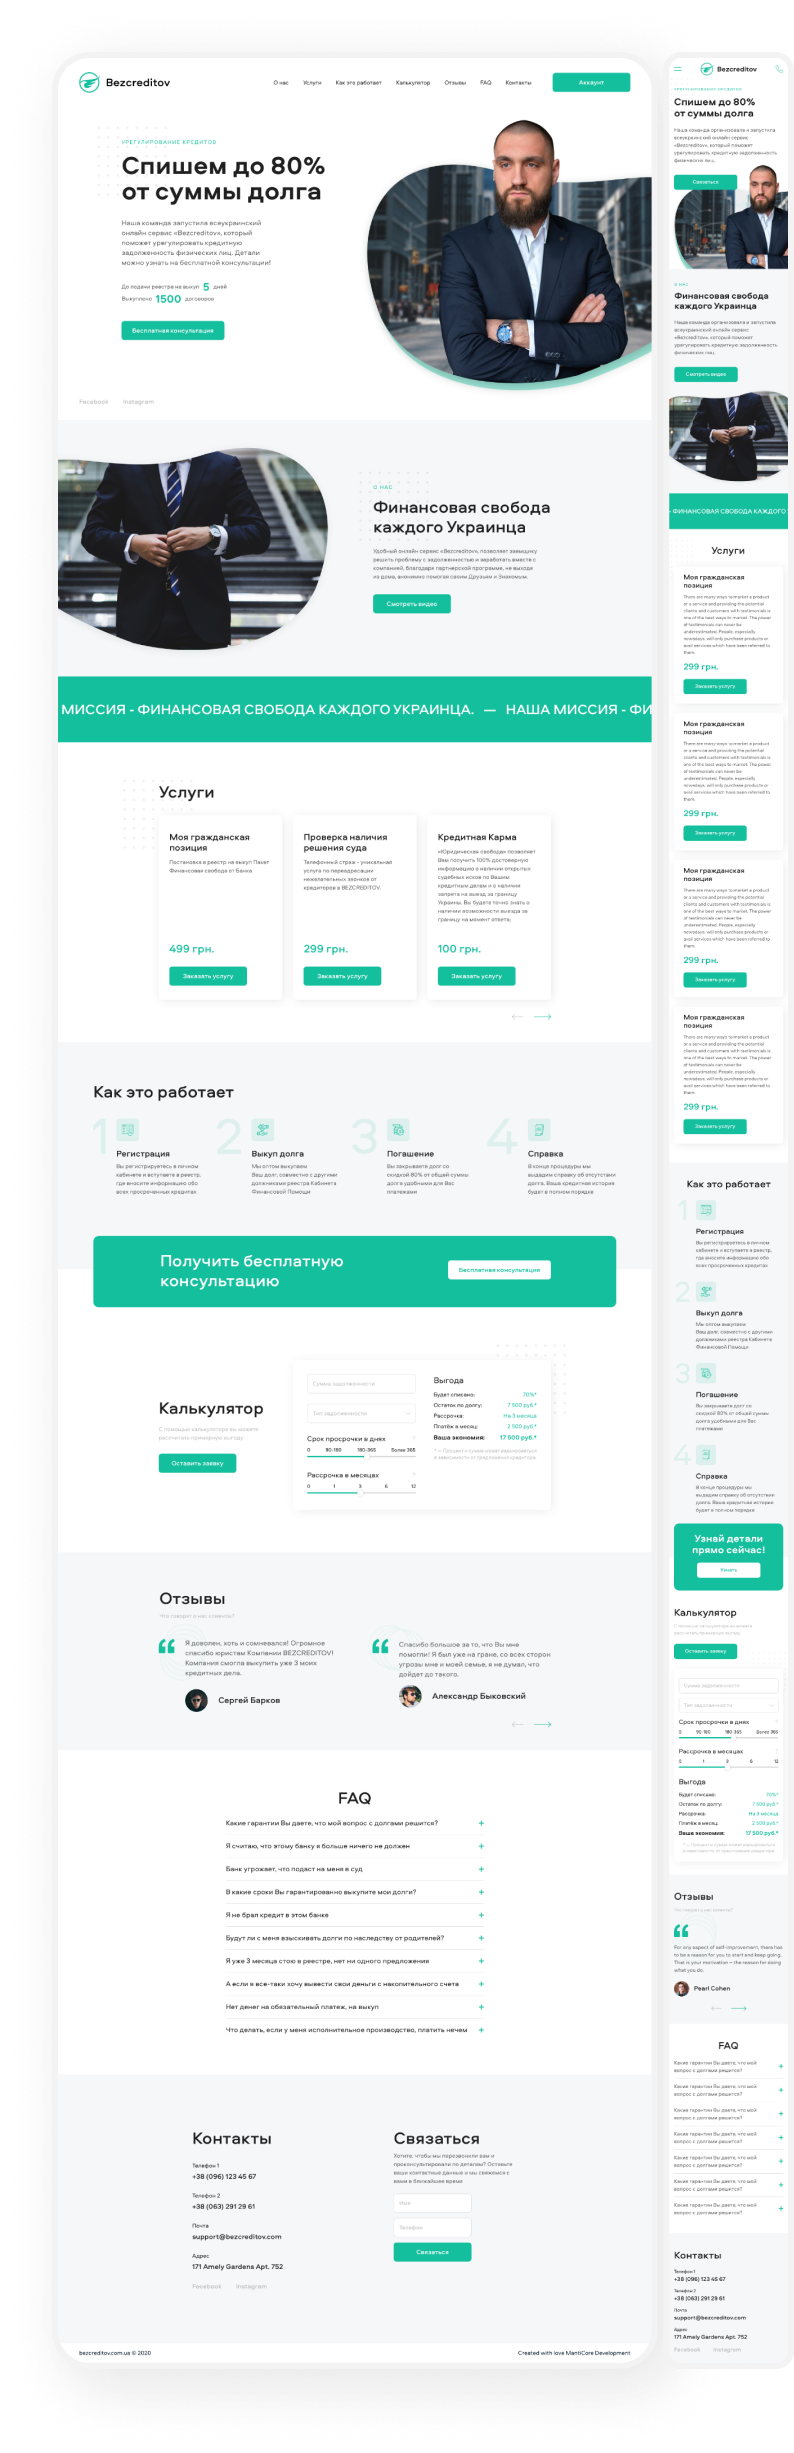 Bezcreditov
О нас
Услуги
Как это работает
Калькулятор
Отзывы
FAQ
Контакты
Аккаунт
УРЕГУЛИРОВАНИЕ КРЕДИТОВ
Спишем до 80%
от суммы долга
Наша команда запустила всеукраинский
онлайн сервис «Bezcreditov», который
поможет урегулировать кредитную
задолженность физических лиц. Детали
можно узнать на бесплатной консультации!
До подачи реестра на выкуп 5 дней
Выкуплено 1500 договоров
Бесплатная консультация
Facebook
Instagram
О НАС
Финансовая свобода
каждого Украинца
Удобный онлайн сервис «Bezcreditov», позволяет заемщику
решить проблему с задолженностью и заработать вместе с
компанией, благодаря партнерской программе, не выходя
из дома, анонимно помогая своим Друзьям и Знакомым.
Смотреть видео
МИССИЯ - ФИНАНСОВАЯ СВОБОДА КАЖДОГО УКРАИНЦА. — НАША МИССИЯ - ФИ
Услуги
Моя гражданская
позиция
Постановка в реестр на выкуп Пакет
Финансовая свобода от Банка
499 грн.
Заказать услугу
Проверка наличия
решения суда
Телефонный страж - уникальная
услуга по переадресации
нежелательных звонков от
кредиторов в BEZCREDITOV.
299 грн.
Заказать услугу
Кредитная Карма
«Юридическая свобода» позволяет
Вам получить 100% достоверную
информацию о наличии открытых
судебных исков по Вашим
кредитным делам и о наличии
запрета на выезд за границу
Украины. Вы будете точно знать о
наличии возможности выезда за
границу на момент ответа;
100 грн.
Заказать услугу
Как это работает
1
Регистрация
Вы регистрируетесь в личном
кабинете и вступаете в реестр,
где вносите информацию обо
всех просроченных кредитах
2
Выкуп долга
Мы оптом выкупаем
Ваш долг, совместно с другими
должниками реестра Кабинета
Финансовой Помощи
3
Погашение
Вы закрываете долг со
скидкой 80% от общей суммы
долга удобными для Вас
платежами
4
Справка
В конце процедуры мы
выдадим справку об отсутствии
долга. Ваша кредитная история
будет в полном порядке
Получить бесплатную
консультацию
Бесплатная консультация
Калькулятор
С помощью калькулятора вы можете
рассчитать примерную выгоду
Оставить заявку
Сумма задолженности
Тип задолженности
Срок просрочки в днях
0 90-180 180-365 Более 365
Рассрочка в месяцах
0 1 3 6 12
Выгода
Будет списано: 70%*
Остаток по долгу: 7 500 руб.*
Рассрочка: На 3 месяца
Платёж в месяц: 2 500 руб.*
Ваша экономия: 17 500 руб.*
* — Процент и сумма может варьироваться
в зависимости от предложения кредитора
Отзывы
Что говорят о нас клиенты?
Я доволен, хоть и сомневался! Огромное
спасибо юристам Компании BEZCREDITOV!
Компания смогла выкупить уже 3 моих
кредитных дела.
Сергей Барков
Спасибо большое за то, что Вы мне
помогли! Я был уже на гране, со всех сторон
угрозы мне и моей семье, я не думал, что
дойдет до такого.
Александр Быковский
FAQ
Какие гарантии Вы даете, что мой вопрос с долгами решится? +
Я считаю, что этому банку я больше ничего не должен +
Банк угрожает, что подаст на меня в суд +
В какие сроки Вы гарантированно выкупите мои долги? +
Я не брал кредит в этом банке +
Будут ли с меня взыскивать долги по наследству от родителей? +
Я уже 3 месяца стою в реестре, нет ни одного предложения +
А если я все-таки хочу вывести свои деньги с накопительного счета +
Нет денег на обязательный платеж, на выкуп +
Что делать, если у меня исполнительное производство, платить нечем +
Контакты
Телефон 1
+38 (096) 123 45 67
Телефон 2
+38 (063) 291 29 61
Почта
support@bezcreditov.com
Адрес
171 Amely Gardens Apt. 752
Facebook
Instagram
Связаться
Хотите, чтобы мы перезвонили вам и
проконсультировали по деталям? Оставьте
ваши контактные данные и мы свяжемся с
вами в ближайшее время
Имя
Телефон
Связаться
bezcreditov.com.ua © 2020
Created with love MantiCore Development
Bezcreditov
УРЕГУЛИРОВАНИЕ КРЕДИТОВ
Спишем до 80%
от суммы долга
Наша команда организовала и запустила
всеукраинский онлайн сервис
«Bezcreditov», который поможет
урегулировать кредитную задолженность
физических лиц.
Связаться
О НАС
Финансовая свобода
каждого Украинца
Наша команда организовала и запустила
всеукраинский онлайн сервис
«Bezcreditov», который поможет
урегулировать кредитную задолженность
физических лиц.
Смотреть видео
- ФИНАНСОВАЯ СВОБОДА КАЖДОГО
Услуги
Моя гражданская
позиция
There are many ways to market a product
or a service and providing the potential
clients and customers with testimonials is
one of the best ways to market. The power
of testimonials can never be
underestimated. People, especially
nowadays, will only purchase products or
avail services which have been referred to
them.
299 грн.
Заказать услугу
Моя гражданская
позиция
There are many ways to market a product
or a service and providing the potential
clients and customers with testimonials is
one of the best ways to market. The power
of testimonials can never be
underestimated. People, especially
nowadays, will only purchase products or
avail services which have been referred to
them.
299 грн.
Заказать услугу
Моя гражданская
позиция
There are many ways to market a product
or a service and providing the potential
clients and customers with testimonials is
one of the best ways to market. The power
of testimonials can never be
underestimated. People, especially
nowadays, will only purchase products or
avail services which have been referred to
them.
299 грн.
Заказать услугу
Моя гражданская
позиция
There are many ways to market a product
or a service and providing the potential
clients and customers with testimonials is
one of the best ways to market. The power
of testimonials can never be
underestimated. People, especially
nowadays, will only purchase products or
avail services which have been referred to
them.
299 грн.
Заказать услугу
Как это работает
1
Регистрация
Вы регистрируетесь в личном
кабинете и вступаете в реестр,
где вносите информацию обо
всех просроченных кредитах
2
Выкуп долга
Мы оптом выкупаем
Ваш долг, совместно с другими
должниками реестра Кабинета
Финансовой Помощи
3
Погашение
Вы закрываете долг со
скидкой 80% от общей суммы
долга удобными для Вас
платежами
4
Справка
В конце процедуры мы
выдадим справку об отсутствии
долга. Ваша кредитная история
будет в полном порядке
Узнай детали
прямо сейчас!
Узнать
Калькулятор
С помощью калькулятора вы можете
рассчитать примерную выгоду
Оставить заявку
Сумма задолженности
Тип задолженности
Срок просрочки в днях
0 90-180 180-365 Более 365
Рассрочка в месяцах
0 1 3 6 12
Выгода
Будет списано: 70%*
Остаток по долгу: 7 500 руб.*
Рассрочка: На 3 месяца
Платёж в месяц: 2 500 руб.*
Ваша экономия: 17 500 руб.*
* — Процент и сумма может варьироваться
в зависимости от предложения кредитора
Отзывы
Что говорят о нас клиенты?
For any aspect of self-improvement, there has
to be a reason for you to start and keep going.
That is your motivation – the reason for doing
what you do.
Pearl Cohen
FAQ
Какие гарантии Вы даете, что мой
вопрос с долгами решится? +
Какие гарантии Вы даете, что мой
вопрос с долгами решится? +
Какие гарантии Вы даете, что мой
вопрос с долгами решится? +
Какие гарантии Вы даете, что мой
вопрос с долгами решится? +
Какие гарантии Вы даете, что мой
вопрос с долгами решится? +
Какие гарантии Вы даете, что мой
вопрос с долгами решится? +
Какие гарантии Вы даете, что мой
вопрос с долгами решится? +
Контакты
Телефон 1
+38 (096) 123 45 67
Телефон 2
+38 (063) 291 29 61
Почта
support@bezcreditov.com
Адрес
171 Amely Gardens Apt. 752
Facebook
Instagram